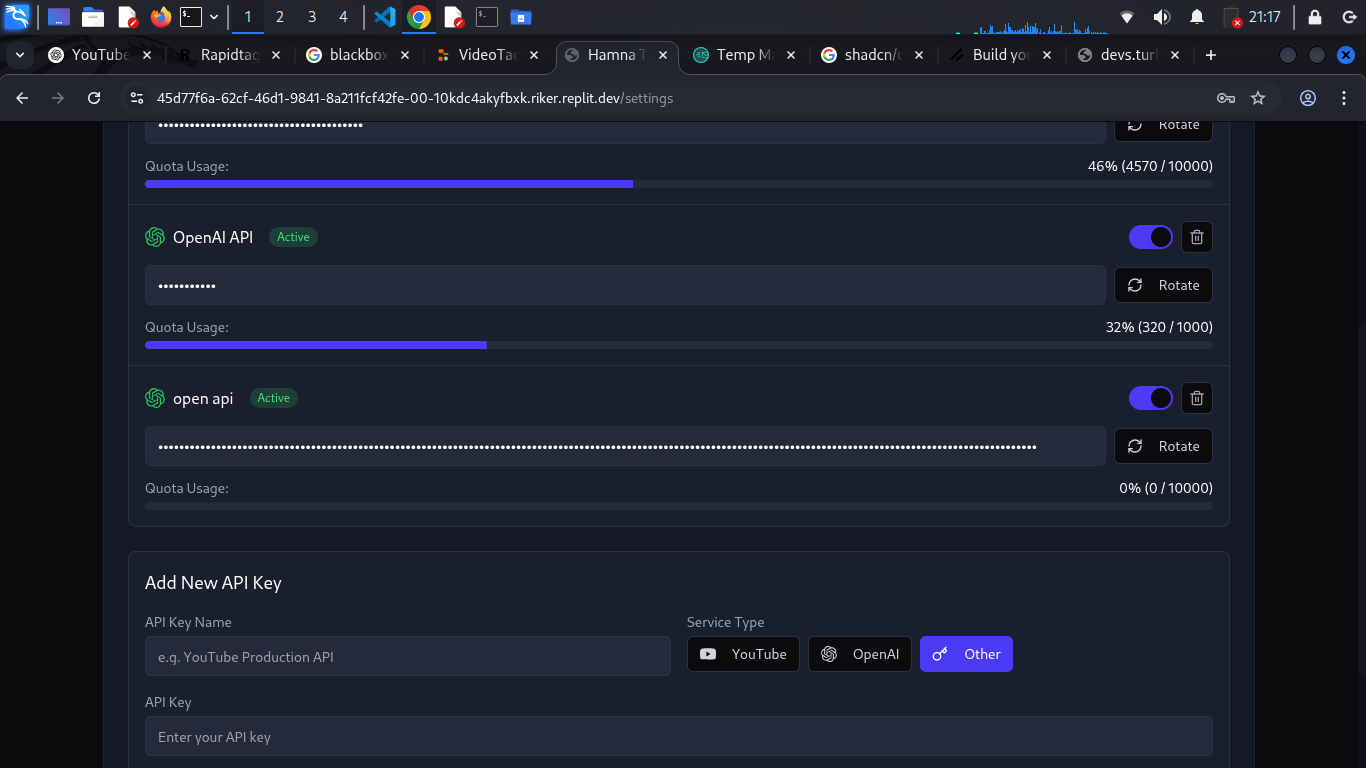 1 2 3 4 21:17
YouTube Rapidtag blackbox VideoTac Hamna T Temp Ma shadcn/u Build you devs.turl
45d77f6a-62cf-46d1-9841-8a211fcf42fe-00-10kdc4akyfbxk.riker.replit.dev/settings
•••••••••••••••••••••••••••••••••••••••
Rotate
Quota Usage: 46% (4570 / 10000)
OpenAI API Active
•••••••••••
Rotate
Quota Usage: 32% (320 / 1000)
open api Active
Rotate
Quota Usage: 0% (0 / 10000)
Add New API Key
API Key Name Service Type
e.g. YouTube Production API YouTube OpenAI Other
API Key
Enter your API key